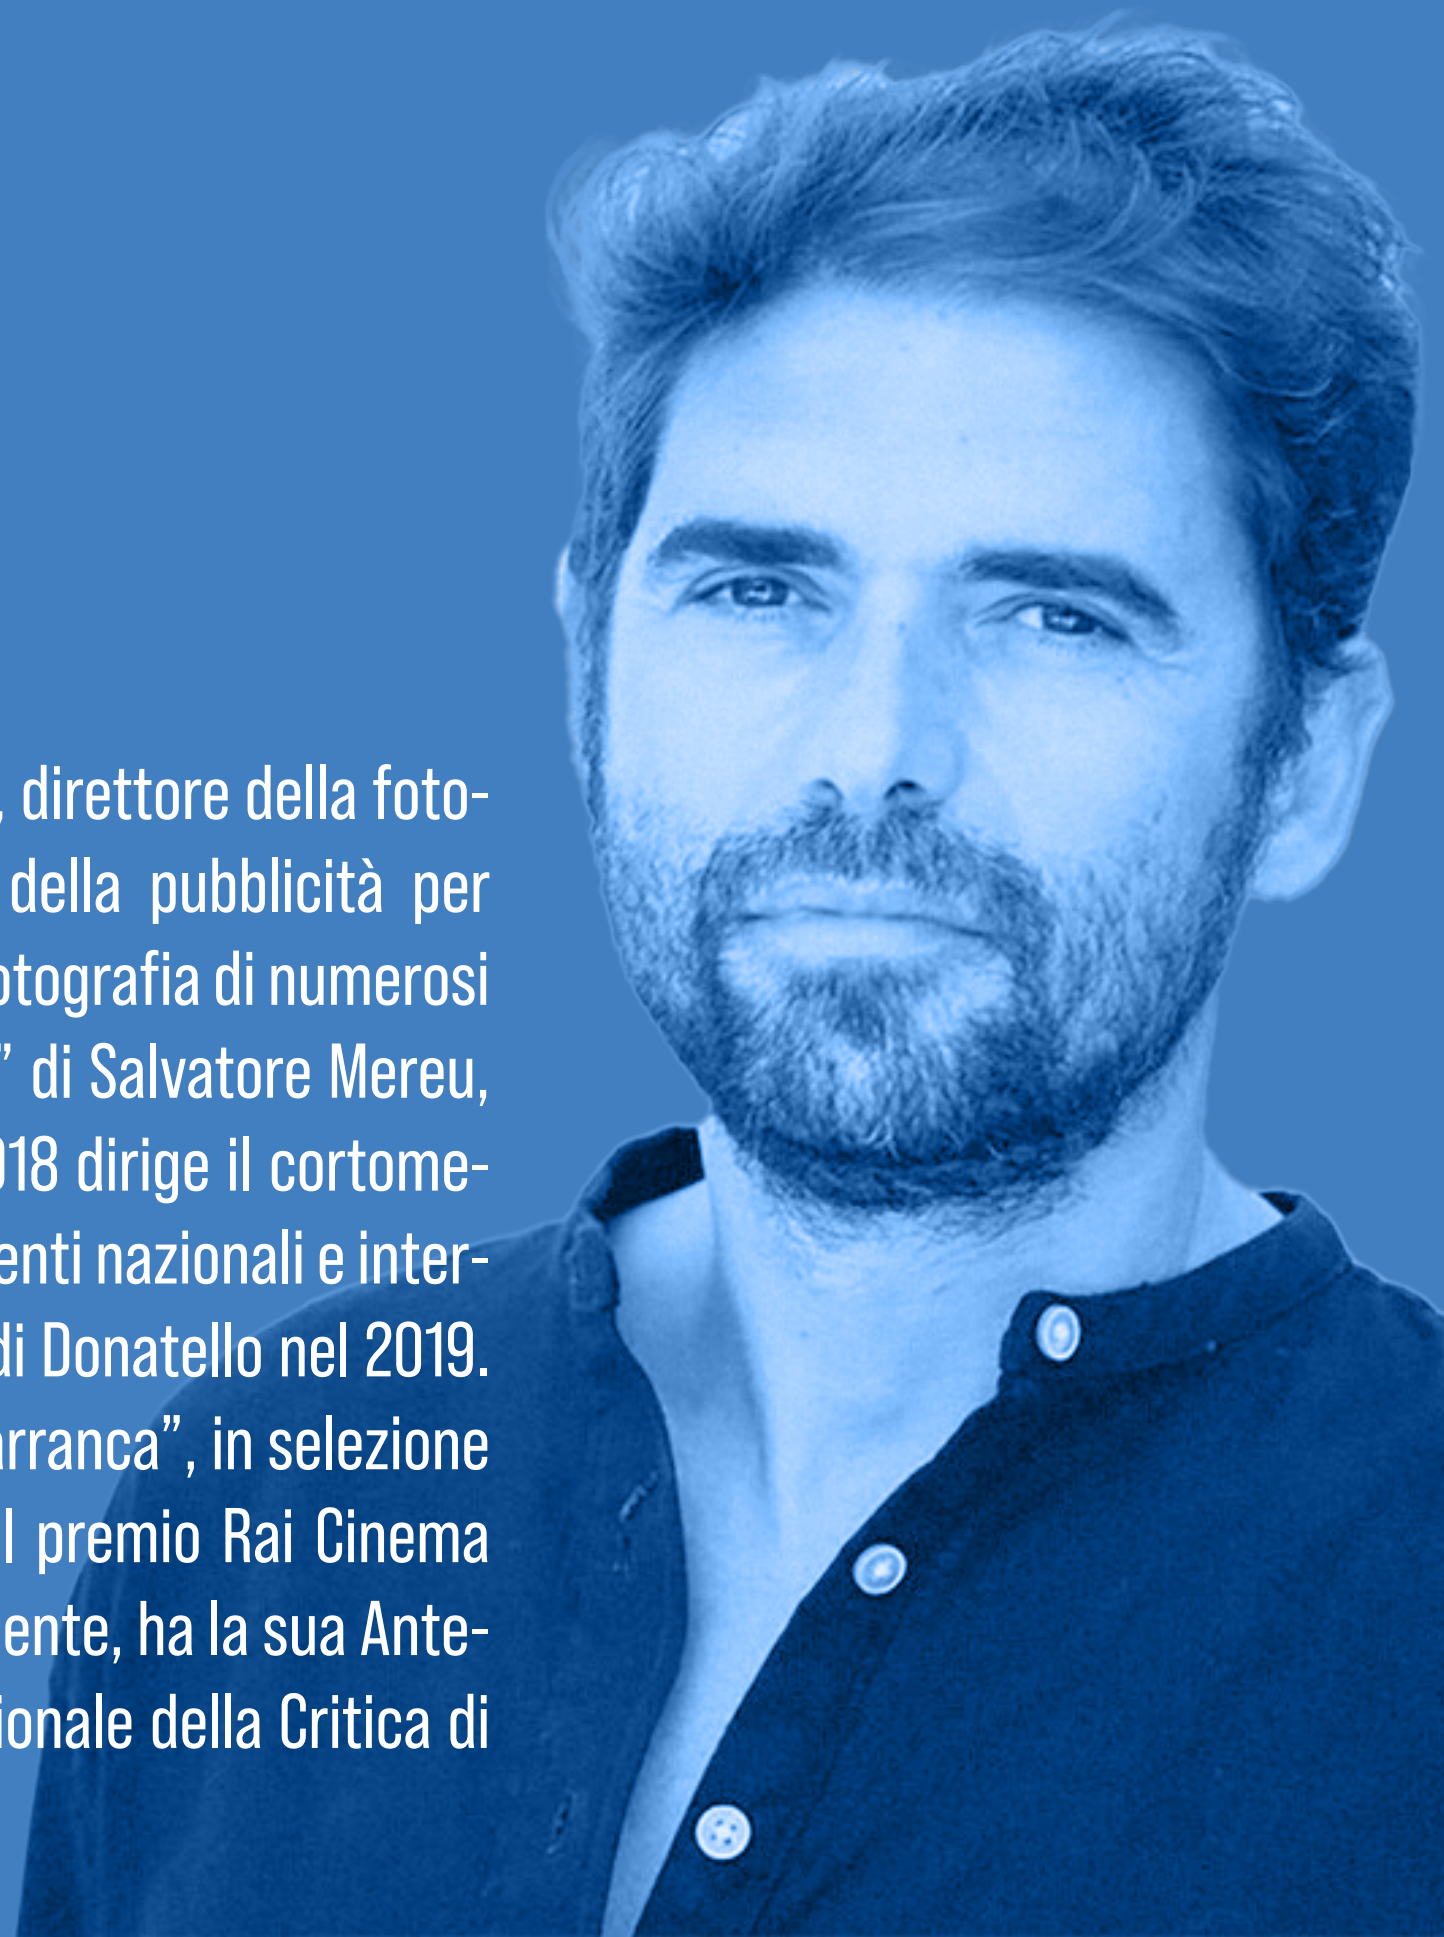 , direttore della foto-
della pubblicità per
otografia di numerosi
” di Salvatore Mereu,
018 dirige il cortome-
enti nazionali e inter-
di Donatello nel 2019.
arranca”, in selezione
l premio Rai Cinema
ente, ha la sua Ante-
ionale della Critica di